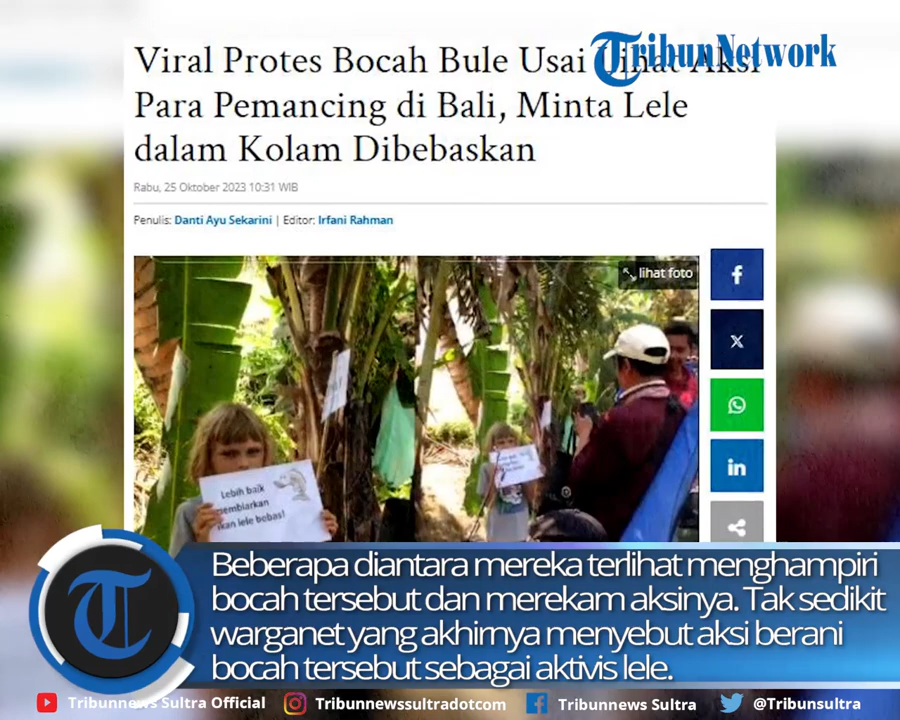 TribunNetwork
Viral Protes Bocah Bule Usai Lihat Aksi
Para Pemancing di Bali, Minta Lele
dalam Kolam Dibebaskan
Rabu, 25 Oktober 2023 10:31 WIB
Penulis: Danti Ayu Sekarini | Editor: Irfani Rahman
lihat foto
Lebih baik
membiarkan
ikan lele bebas!
Beberapa diantara mereka terlihat menghampiri
bocah tersebut dan merekam aksinya. Tak sedikit
warganet yang akhirnya menyebut aksi berani
bocah tersebut sebagai aktivis lele.
Tribunnews Sultra Official
Tribunnewssultradotcom
Tribunnews Sultra
@Tribunsultra